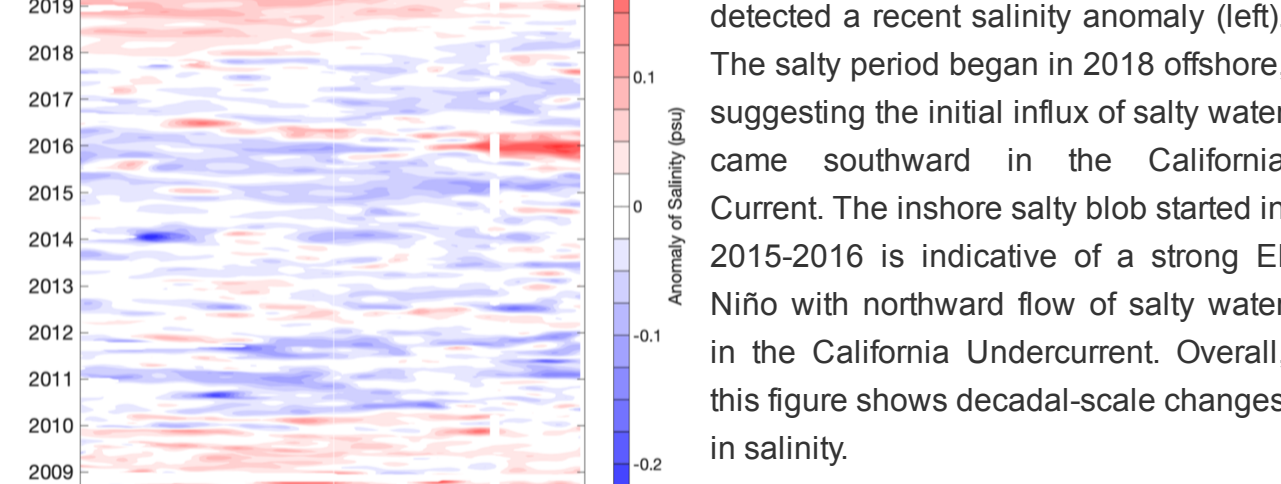 2019
2018
2017
2016
2015
2014
2013
2012
2011
2010
2009
0.1
0
-0.1
-0.2
Anomaly of Salinity (psu)
detected a recent salinity anomaly (left).
The salty period began in 2018 offshore,
suggesting the initial influx of salty water
came southward in the California
Current. The inshore salty blob started in
2015-2016 is indicative of a strong El
Niño with northward flow of salty water
in the California Undercurrent. Overall,
this figure shows decadal-scale changes
in salinity.